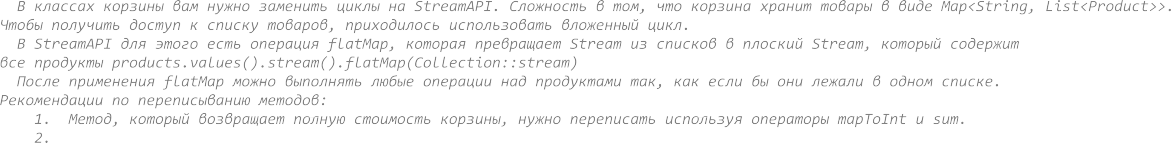 В классах корзины вам нужно заменить циклы на StreamAPI. Сложность в том, что корзина хранит товары в виде Map<String, List<Product>>.
Чтобы получить доступ к списку товаров, приходилось использовать вложенный цикл.
В StreamAPI для этого есть операция flatMap, которая превращает Stream из списков в плоский Stream, который содержит
все продукты products.values().stream().flatMap(Collection::stream)
После применения flatMap можно выполнять любые операции над продуктами так, как если бы они лежали в одном списке.
Рекомендации по переписыванию методов:
1. Метод, который возвращает полную стоимость корзины, нужно переписать используя операторы mapToInt и sum.
2.